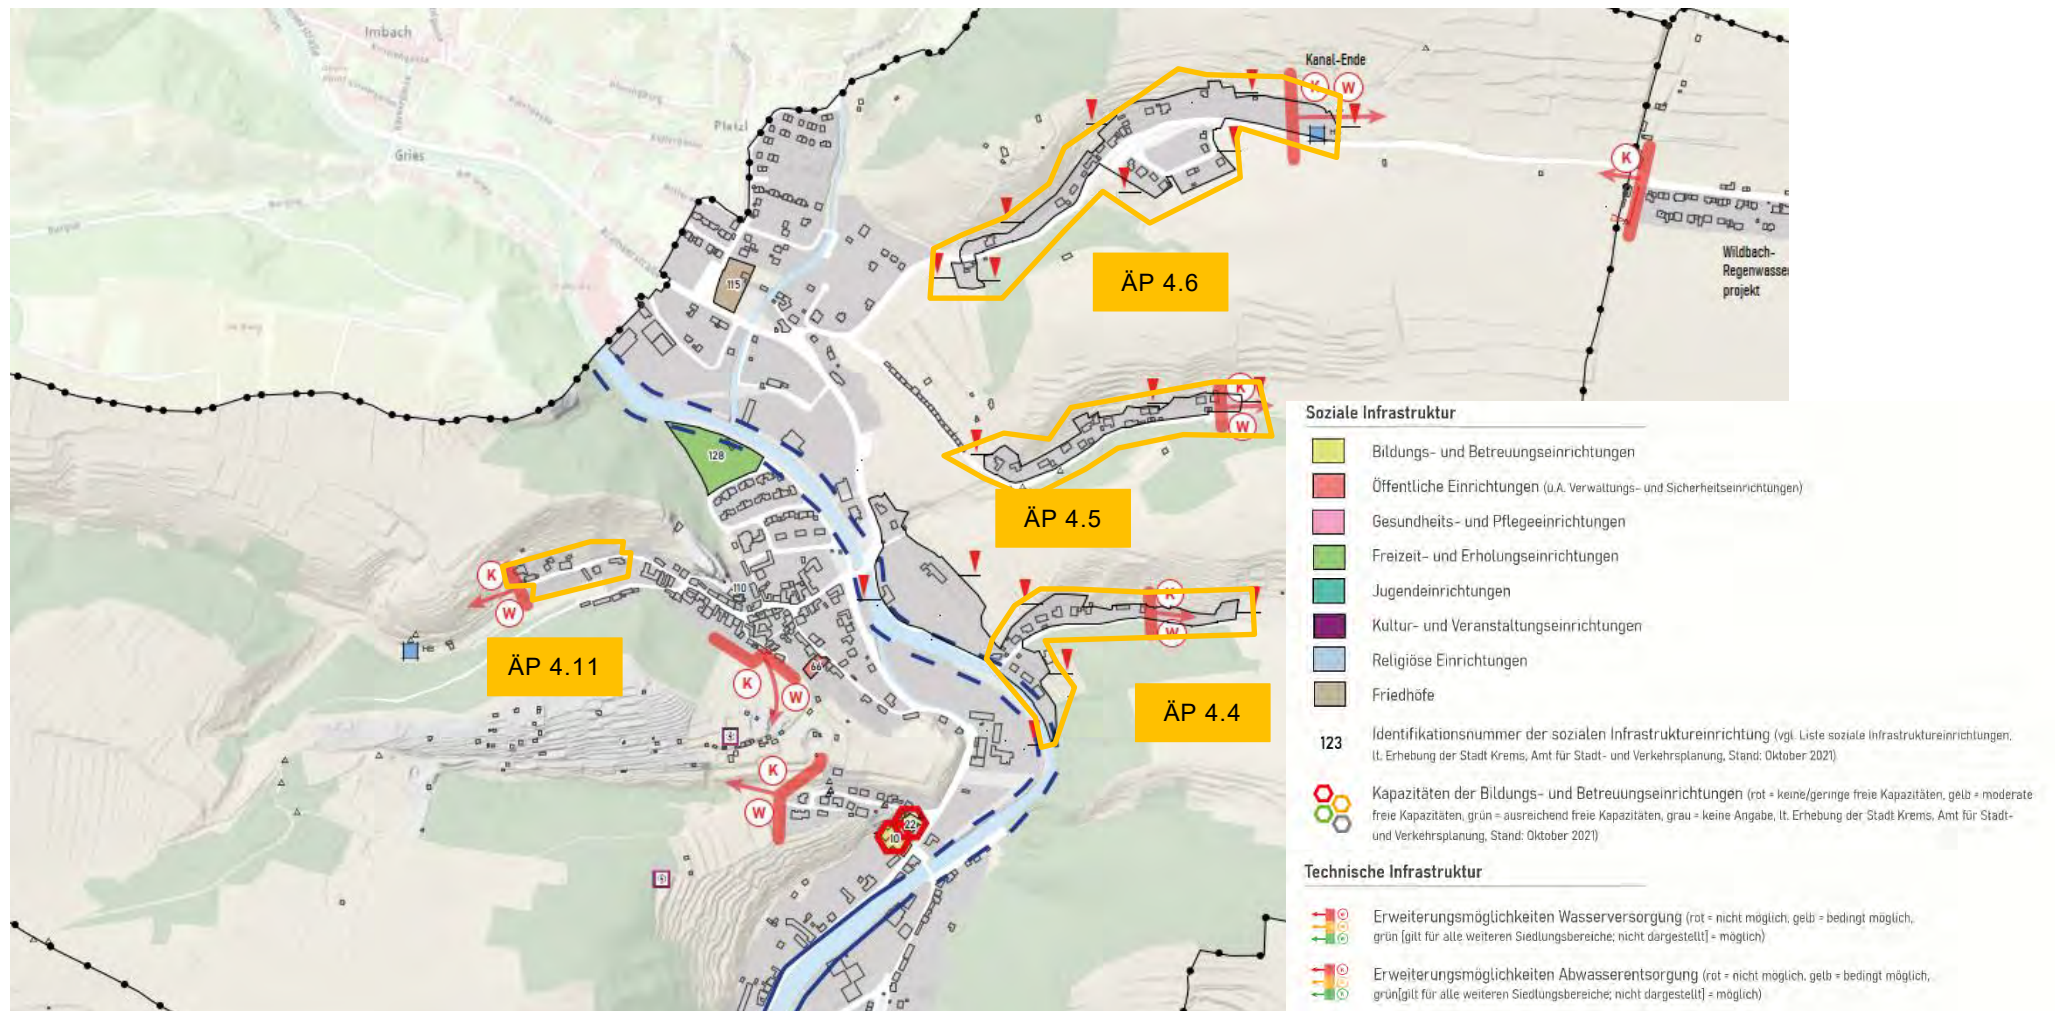 Imbach
Platzl
Gries
Kanal-Ende
K
W
H
K
Wildbach-
Regenwasser
projekt
115
ÄP 4.6
128
K
W
ÄP 4.5
K
W
110
HB
ÄP 4.11
66
K
W
K
W
ÄP 4.4
K
W
22
10
Soziale Infrastruktur
Bildungs- und Betreuungseinrichtungen
Öffentliche Einrichtungen (u.A. Verwaltungs- und Sicherheitseinrichtungen)
Gesundheits- und Pflegeeinrichtungen
Freizeit- und Erholungseinrichtungen
Jugendeinrichtungen
Kultur- und Veranstaltungseinrichtungen
Religiöse Einrichtungen
Friedhöfe
123 Identifikationsnummer der sozialen Infrastruktureinrichtung (vgl. Liste soziale Infrastruktureinrichtungen,
lt. Erhebung der Stadt Krems, Amt für Stadt- und Verkehrsplanung, Stand: Oktober 2021)
Kapazitäten der Bildungs- und Betreuungseinrichtungen (rot = keine/geringe freie Kapazitäten, gelb = moderate
freie Kapazitäten, grün = ausreichend freie Kapazitäten, grau = keine Angabe, lt. Erhebung der Stadt Krems, Amt für Stadt-
und Verkehrsplanung, Stand: Oktober 2021)
Technische Infrastruktur
Erweiterungsmöglichkeiten Wasserversorgung (rot = nicht möglich, gelb = bedingt möglich,
grün [gilt für alle weiteren Siedlungsbereiche; nicht dargestellt] = möglich)
Erweiterungsmöglichkeiten Abwasserentsorgung (rot = nicht möglich, gelb = bedingt möglich,
grün[gilt für alle weiteren Siedlungsbereiche; nicht dargestellt] = möglich)